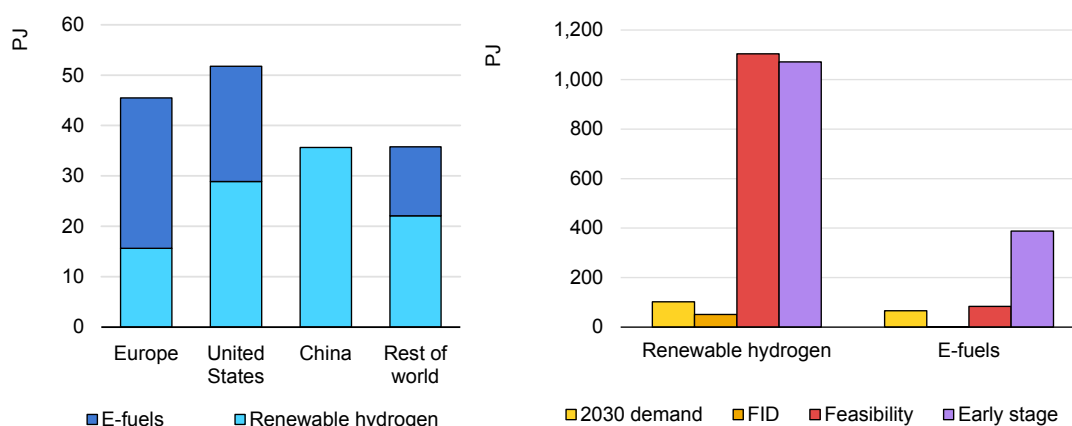 PJ
60
50
40
30
20
10
0
Europe
United States
China
Rest of world
E-fuels
Renewable hydrogen
PJ
1,200
1,000
800
600
400
200
0
Renewable hydrogen
E-fuels
2030 demand
FID
Feasibility
Early stage